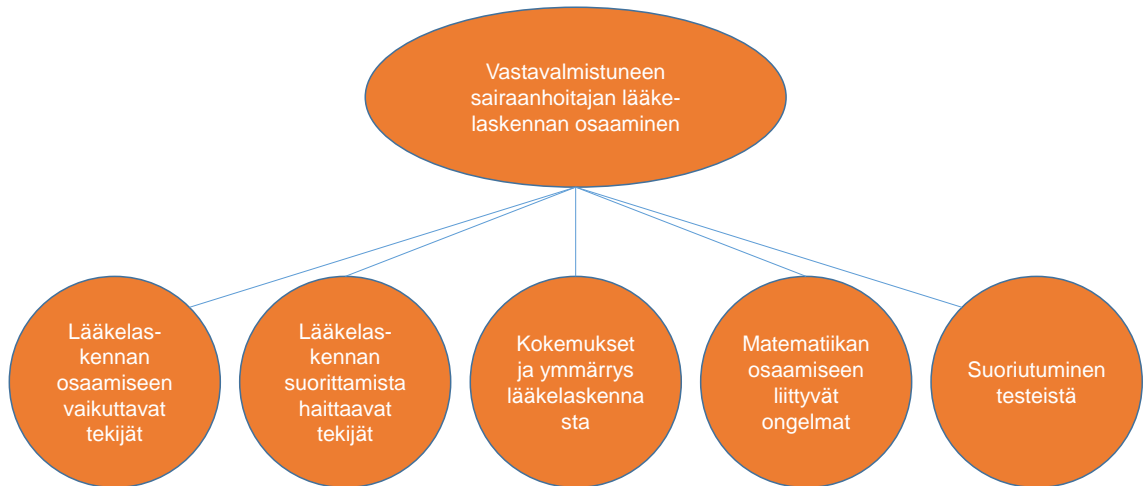 Vastavalmistuneen
sairaanhoitajan lääke-
laskennan osaaminen
Lääkelas-
kennan
osaamiseen
vaikuttavat
tekijät
Lääkelas-
kennan
suorittamista
haittaavat
tekijät
Kokemukset
ja ymmärrys
lääkelaskenna
sta
Matematiikan
osaamiseen
liittyvät
ongelmat
Suoriutuminen
testeistä